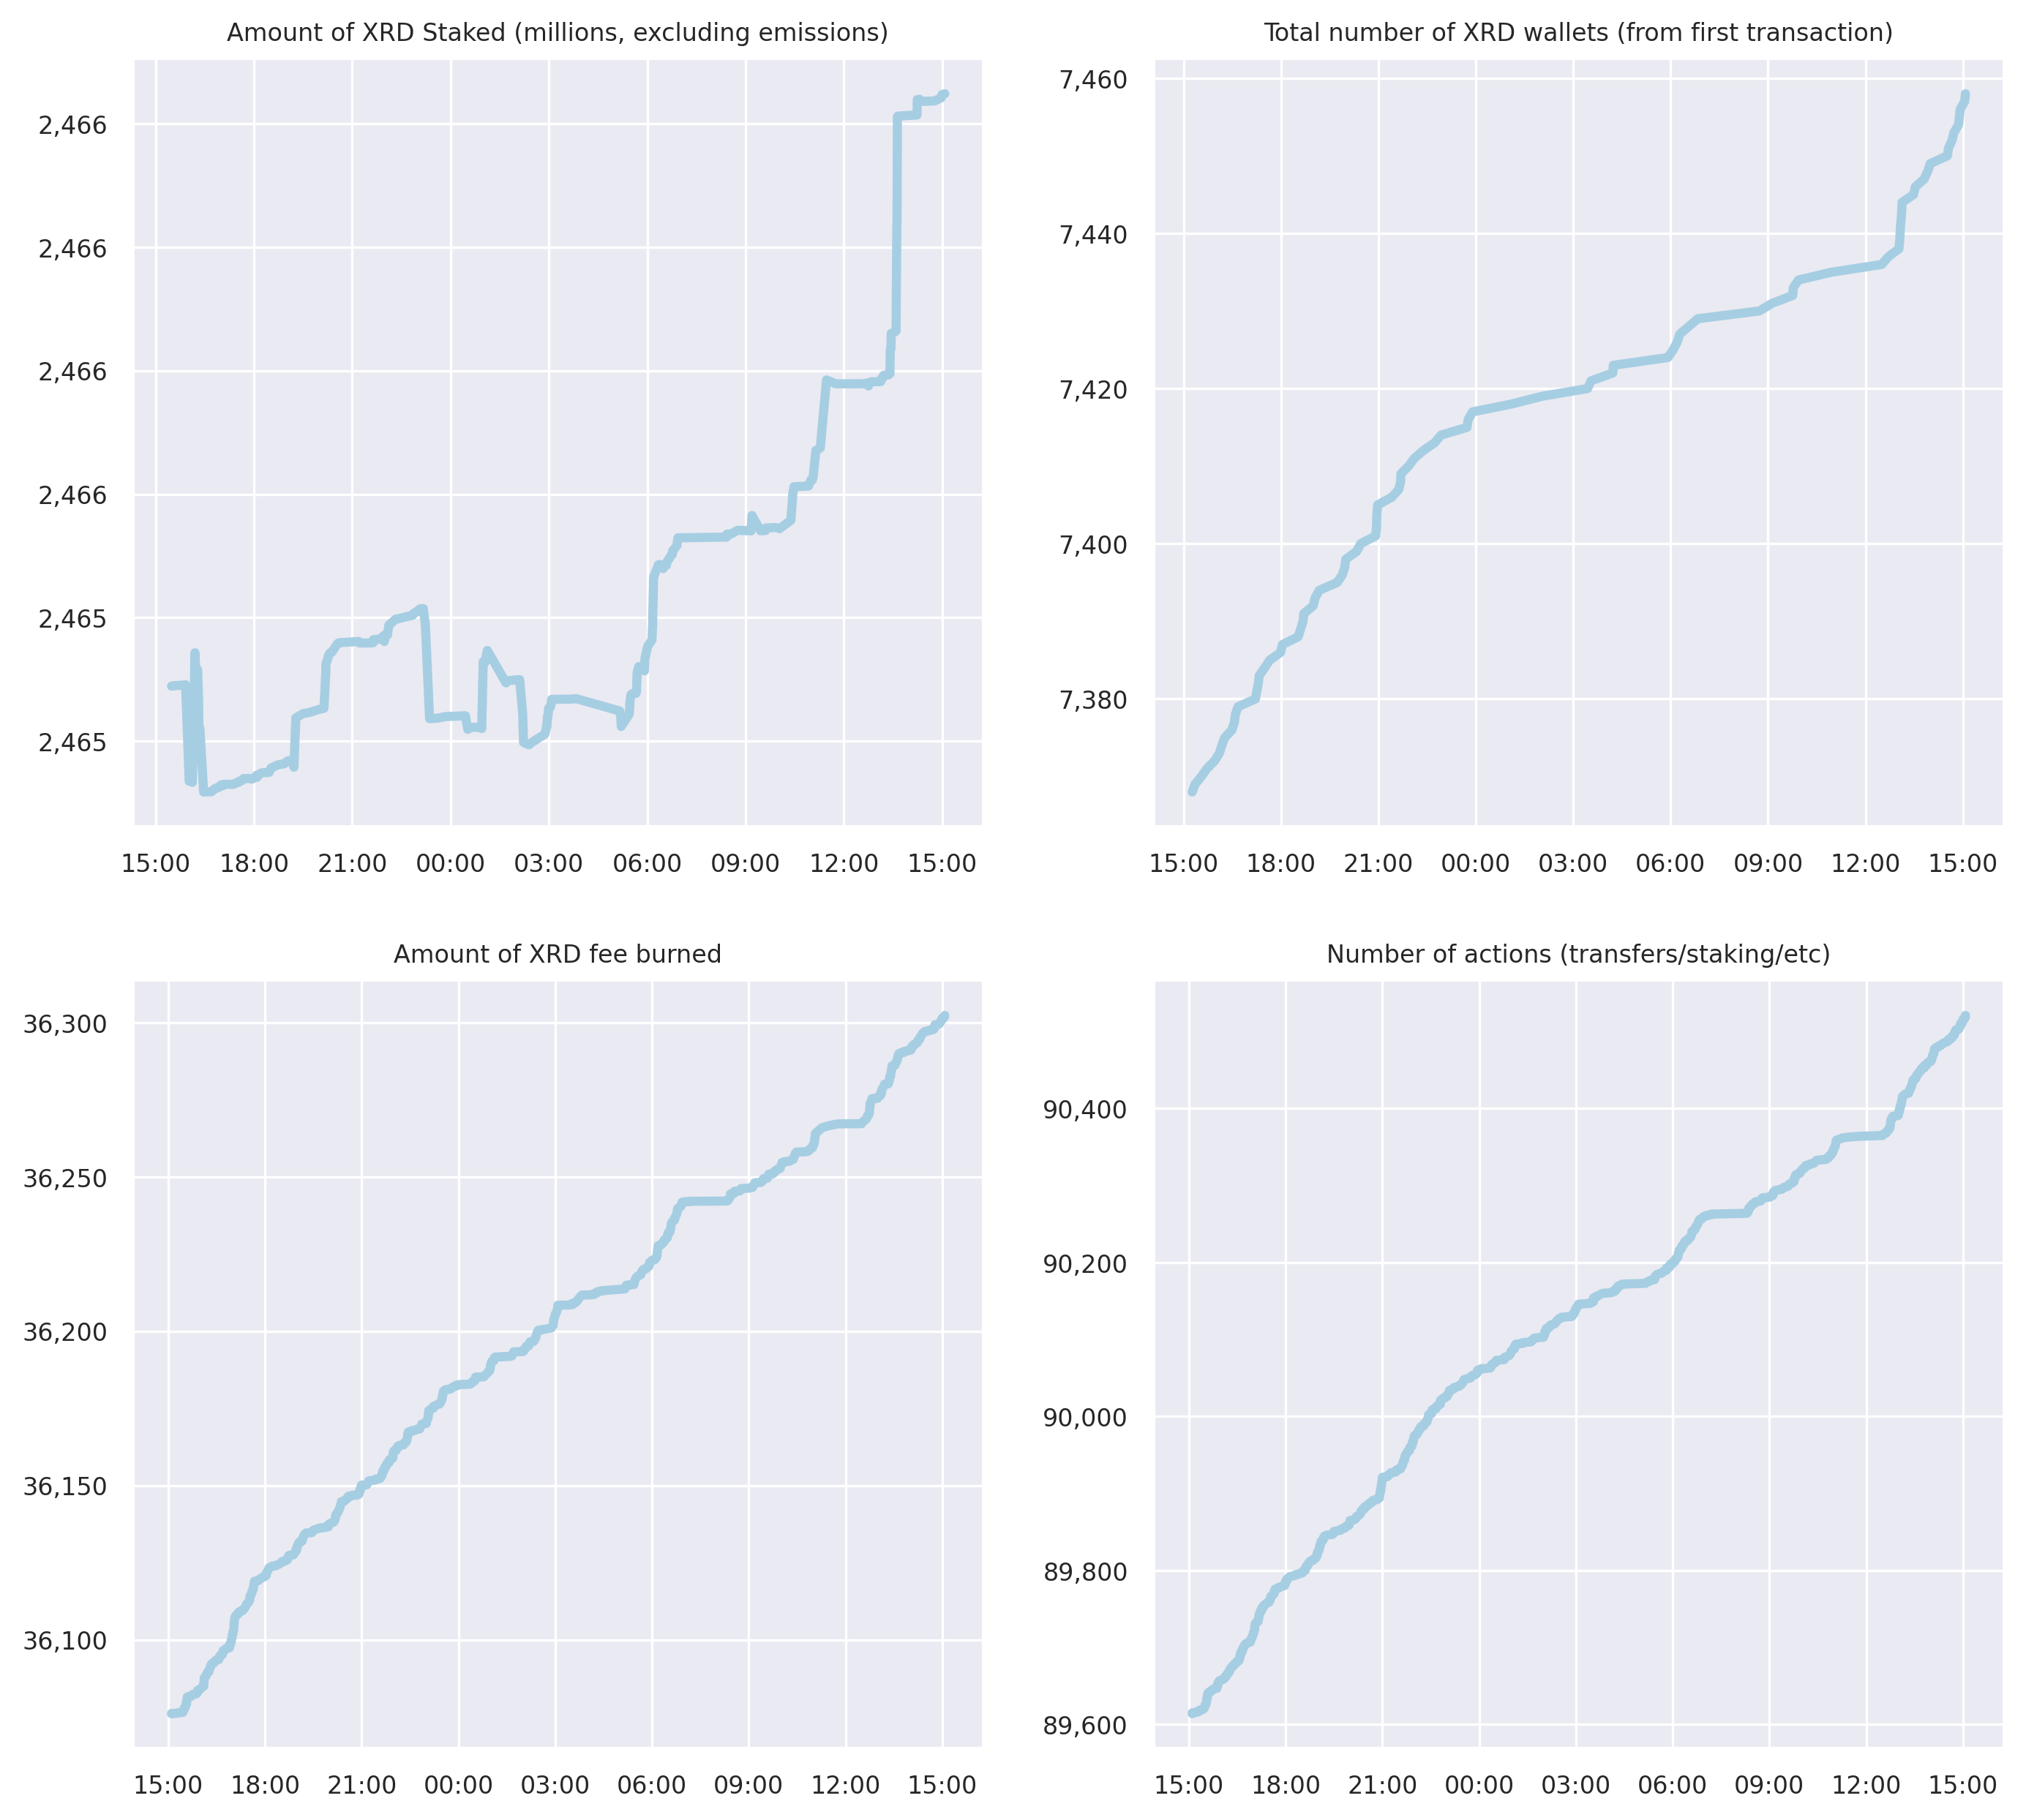 Amount of XRD Staked (millions, excluding emissions)
2,466
2,466
2,466
2,466
2,465
2,465
15:00 18:00 21:00 00:00 03:00 06:00 09:00 12:00 15:00
Total number of XRD wallets (from first transaction)
7,460
7,440
7,420
7,400
7,380
15:00 18:00 21:00 00:00 03:00 06:00 09:00 12:00 15:00
Amount of XRD fee burned
36,300
36,250
36,200
36,150
36,100
15:00 18:00 21:00 00:00 03:00 06:00 09:00 12:00 15:00
Number of actions (transfers/staking/etc)
90,400
90,200
90,000
89,800
89,600
15:00 18:00 21:00 00:00 03:00 06:00 09:00 12:00 15:00